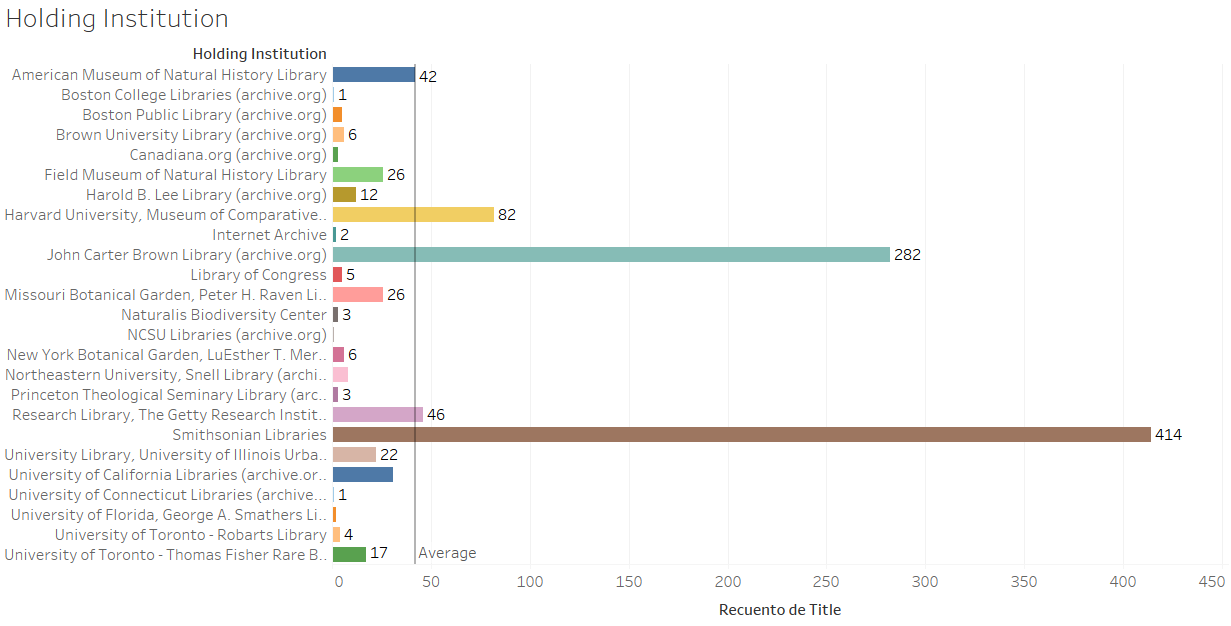 Holding Institution
Holding Institution
American Museum of Natural History Library 42
Boston College Libraries (archive.org) 1
Boston Public Library (archive.org)
Brown University Library (archive.org) 6
Canadiana.org (archive.org)
Field Museum of Natural History Library 26
Harold B. Lee Library (archive.org) 12
Harvard University, Museum of Comparative.. 82
Internet Archive 2
John Carter Brown Library (archive.org) 282
Library of Congress 5
Missouri Botanical Garden, Peter H. Raven Li.. 26
Naturalis Biodiversity Center 3
NCSU Libraries (archive.org)
New York Botanical Garden, LuEsther T. Mer.. 6
Northeastern University, Snell Library (archi..
Princeton Theological Seminary Library (arc.. 3
Research Library, The Getty Research Instit.. 46
Smithsonian Libraries 414
University Library, University of Illinois Urba.. 22
University of California Libraries (archive.or..
University of Connecticut Libraries (archive... 1
University of Florida, George A. Smathers Li..
University of Toronto - Robarts Library 4
University of Toronto - Thomas Fisher Rare B.. 17 Average
0 50 100 150 200 250 300 350 400 450
Recuento de Title